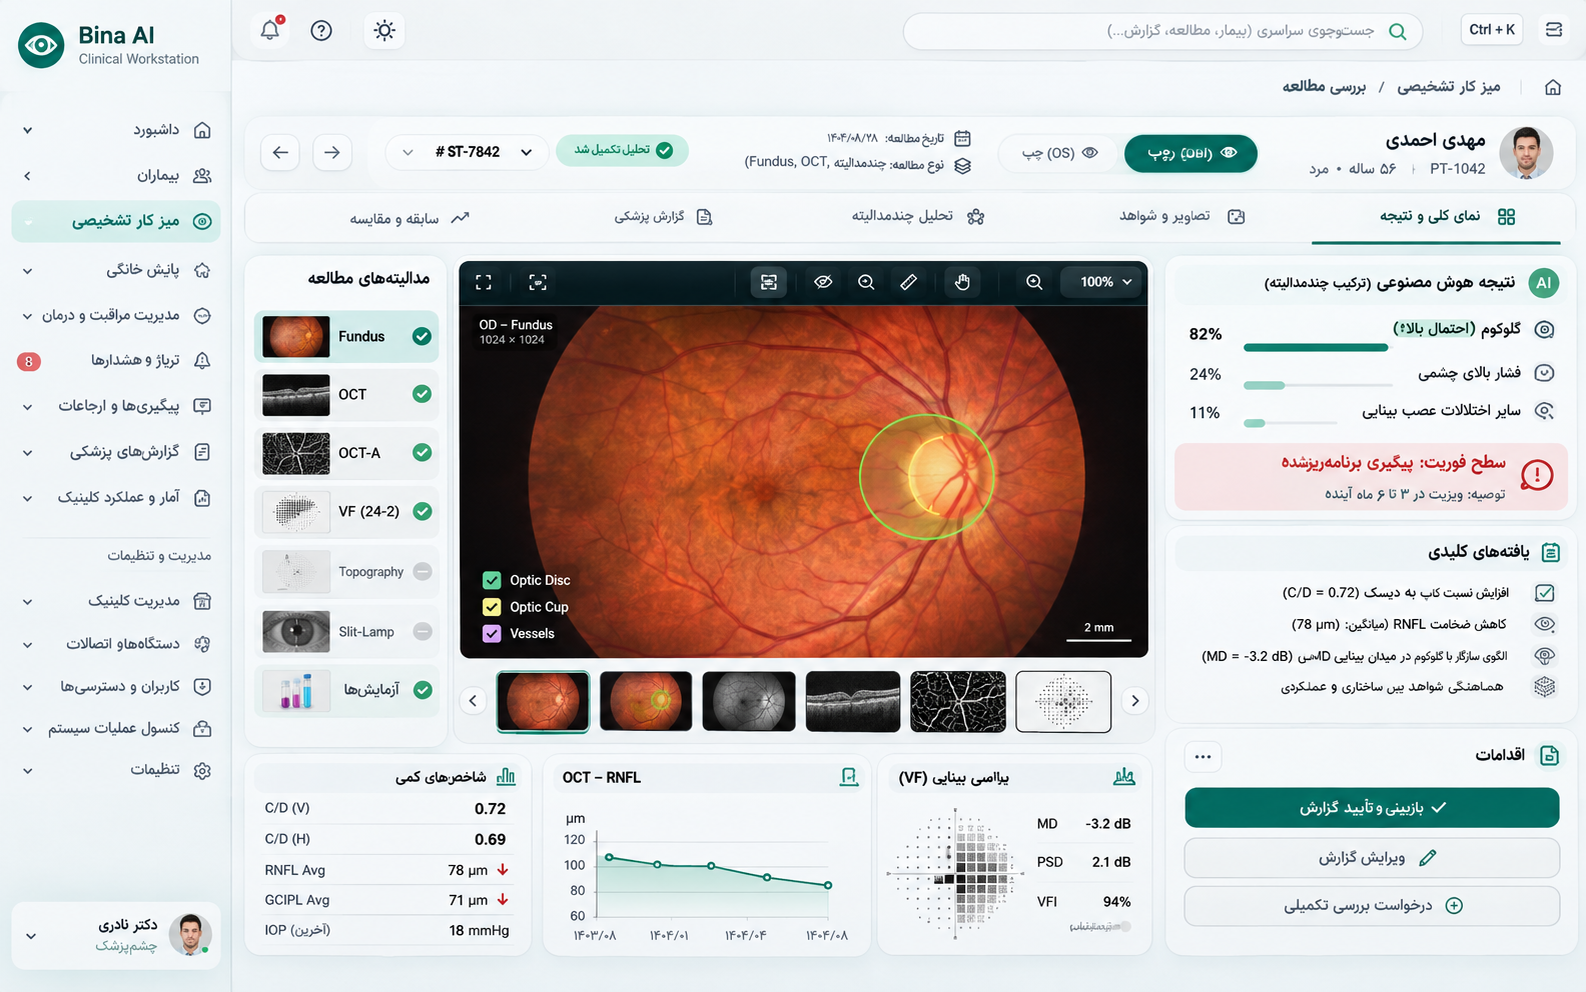 Bina AI
Clinical Workstation
داشبورد
بیماران
میز کار تشخیصی
پایش خانگی
مدیریت مراقبت و درمان
تریاژ و هشدارها
8
پیگیری‌ها و ارجاعات
گزارش‌های پزشکی
آمار و عملکرد کلینیک
مدیریت و تنظیمات
مدیریت کلینیک
دستگاه‌هاو اتصالات
کاربران و دسترسی‌ها
کنسول عملیات سیستم
تنظیمات
دکتر نادری
چشم‌پزشک
جست‌وجوی سراسری (بیمار، مطالعه، گزارش...)
Ctrl + K
میز کار تشخیصی / بررسی مطالعه
مهدی احمدی
PT-1042 | ۵۶ ساله • مرد
چپ (OS)
تاریخ مطالعه: ۱۴۰۴/۰۸/۲۸
نوع مطالعه: چندمدالیته (Fundus, OCT,
تحلیل تکمیل شد
# ST-7842
نمای کلی و نتیجه
تصاویر و شواهد
تحلیل چندمدالیته
گزارش پزشکی
سابقه و مقایسه
نتیجه هوش مصنوعی (ترکیب چندمدالیته)
AI
گلوکوم (احتمال بالا)
82%
فشار بالای چشمی
24%
سایر اختلالات عصب بینایی
11%
سطح فوریت: پیگیری برنامه‌ریزشده
توصیه: ویزیت در ۳ تا ۶ ماه آینده
یافته‌های کلیدی
افزایش نسبت کاپ به دیسک (C/D = 0.72)
کاهش ضخامت RNFL (میانگین: 78 µm)
الگوی سازگار با گلوکوم در میدان بینایی (MD = -3.2 dB)
هماهنگی شواهد بین ساختاری و عملکردی
اقدامات
...
بازبینی و تأیید گزارش
ویرایش گزارش
درخواست بررسی تکمیلی
100%
OD – Fundus
1024 × 1024
Optic Disc
Optic Cup
Vessels
2 mm
مدالیته‌های مطالعه
Fundus
OCT
OCT-A
VF (24-2)
Topography
Slit-Lamp
آزمایش‌ها
(VF)
MD -3.2 dB
PSD 2.1 dB
VFI 94%
OCT – RNFL
µm
120
100
80
60
۱۴۰۳/۰۸ ۱۴۰۴/۰۱ ۱۴۰۴/۰۴ ۱۴۰۴/۰۸
شاخص‌های کمی
C/D (V) 0.72
C/D (H) 0.69
RNFL Avg 78 µm ↓
GCIPL Avg 71 µm ↓
IOP (آخرین) 18 mmHg